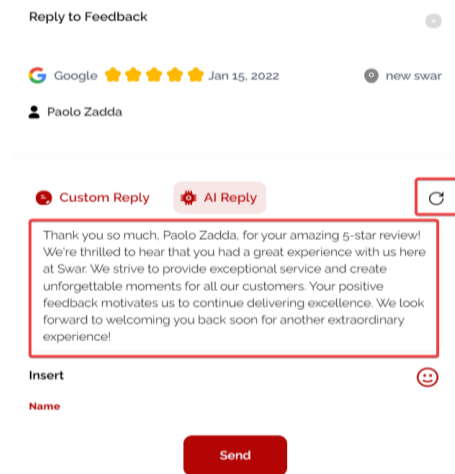 Reply to Feedback
Google Jan 15, 2022 new swar
Paolo Zadda
Custom Reply AI Reply
Thank you so much, Paolo Zadda, for your amazing 5-star review!
We're thrilled to hear that you had a great experience with us here
at Swar. We strive to provide exceptional service and create
unforgettable moments for all our customers. Your positive
feedback motivates us to continue delivering excellence. We look
forward to welcoming you back soon for another extraordinary
experience!
Insert
Name
Send